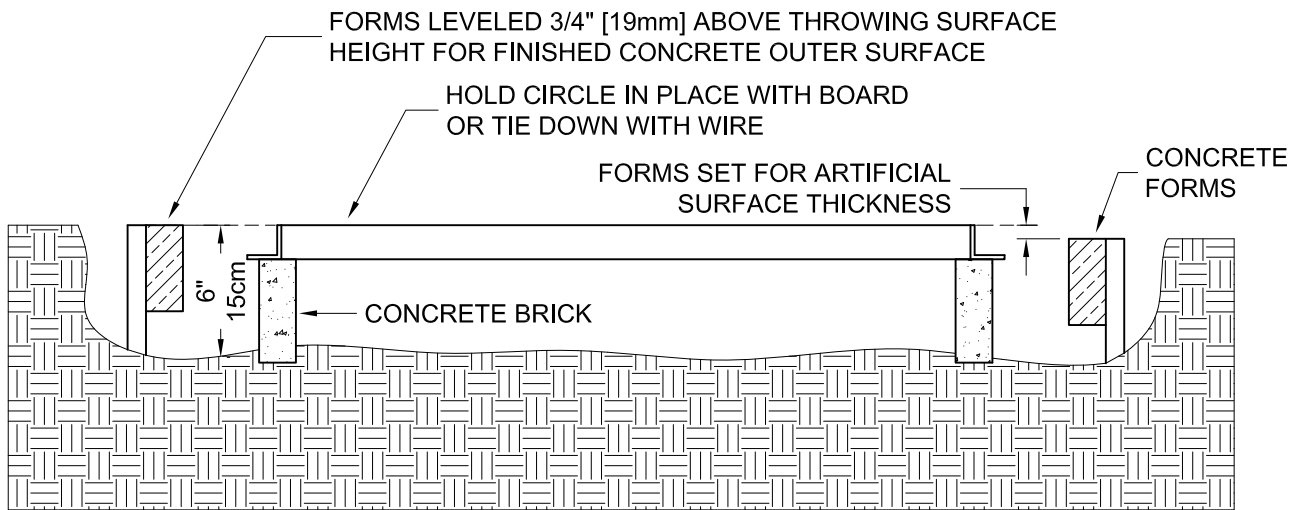 FORMS LEVELED 3/4" [19mm] ABOVE THROWING SURFACE
HEIGHT FOR FINISHED CONCRETE OUTER SURFACE
HOLD CIRCLE IN PLACE WITH BOARD
OR TIE DOWN WITH WIRE
FORMS SET FOR ARTIFICIAL
SURFACE THICKNESS
CONCRETE
FORMS
6"
15cm
CONCRETE BRICK